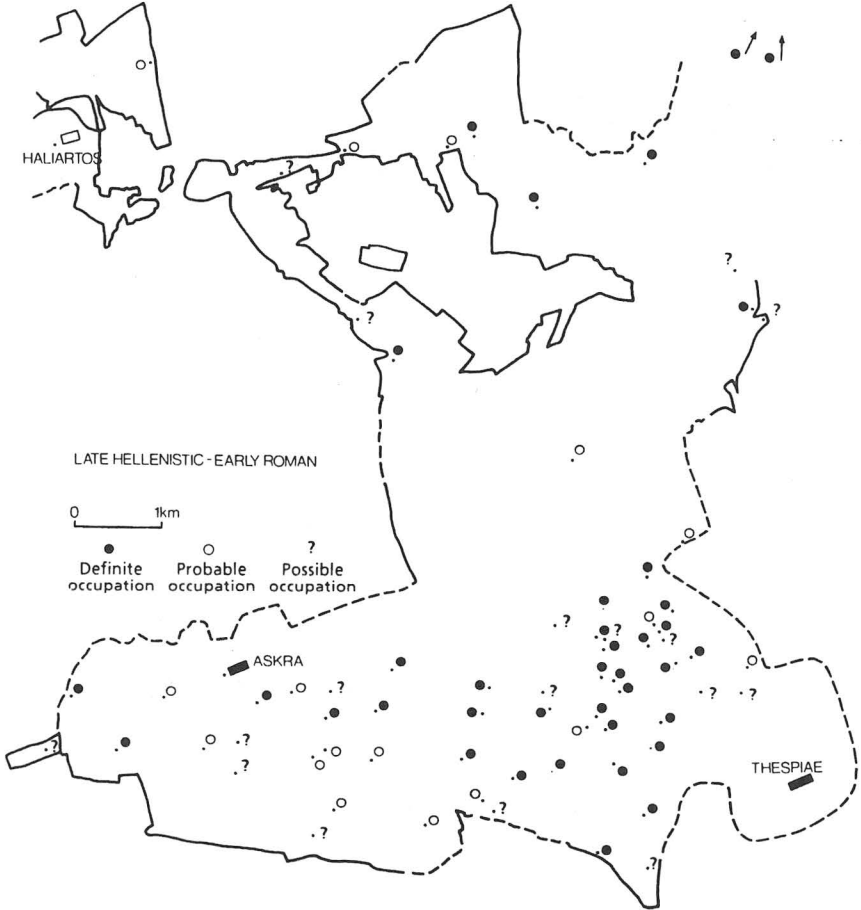 HALIARTOS
?
?
?
?
LATE HELLENISTIC - EARLY ROMAN
0 1km
?
Definite occupation
Probable occupation
Possible occupation
?
?
?
ASKRA
?
?
?
?
?
?
?
?
THESPIAE
?
?
?